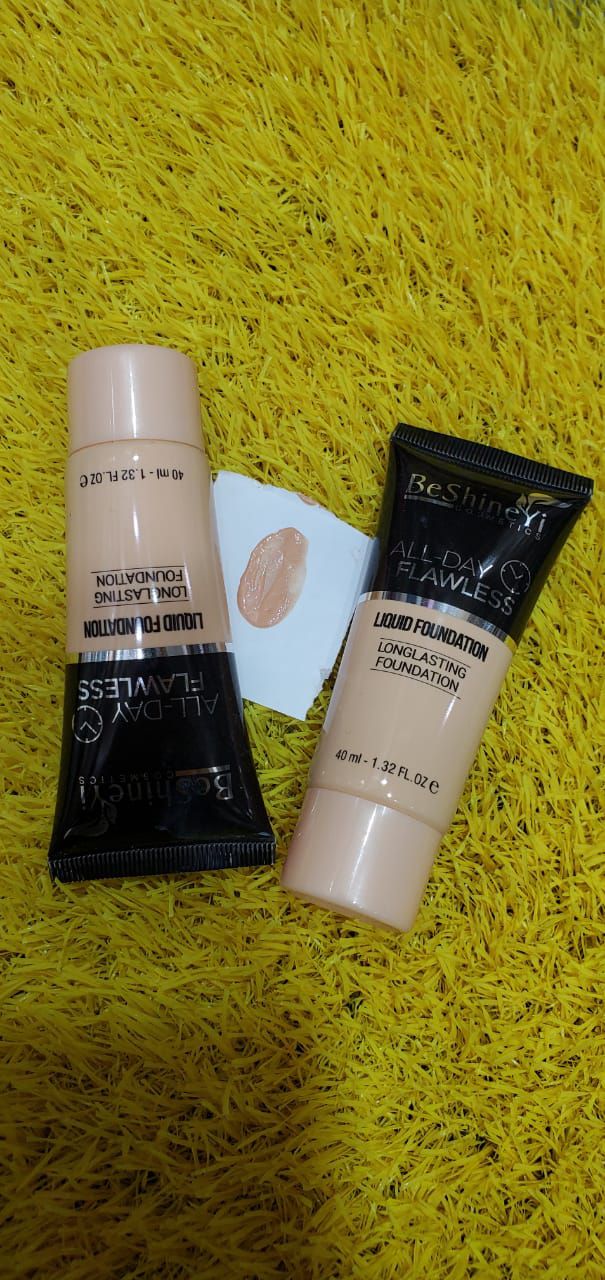 BeShineYi
COSMETICS
ALL-DAY
FLAWLESS
LIQUID FOUNDATION
LONGLASTING
FOUNDATION
40 ml - 1.32 FL.OZ e
BeShineYi
COSMETICS
ALL-DAY
FLAWLESS
LIQUID FOUNDATION
LONGLASTING
FOUNDATION
40 ml - 1.32 FL.OZ e